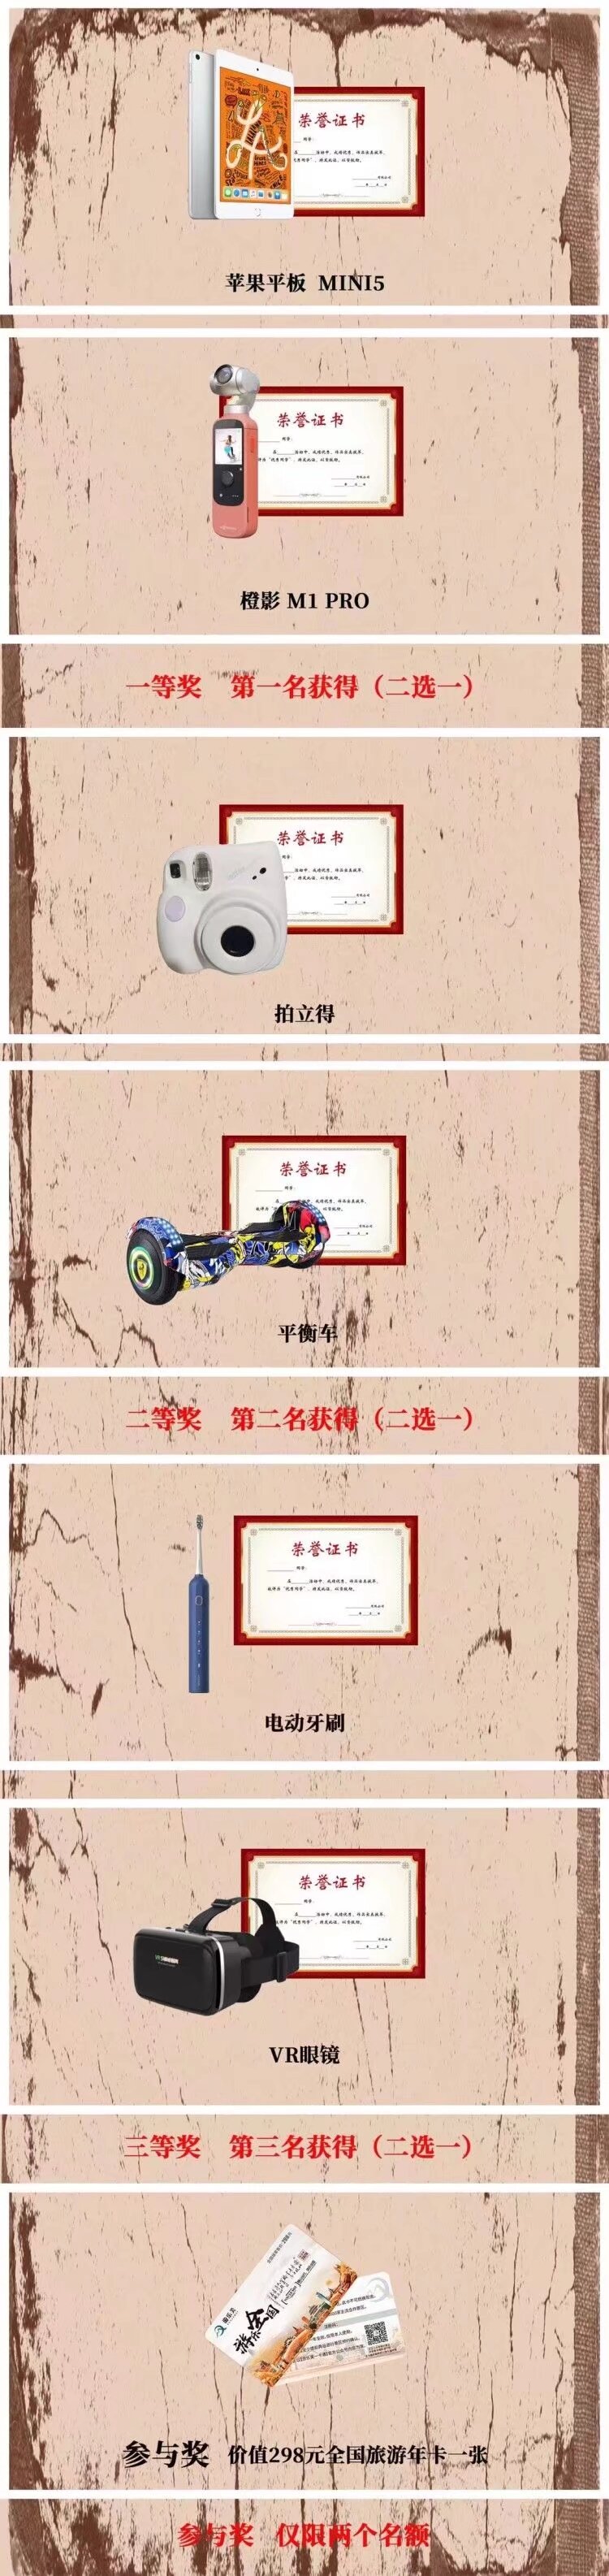 荣誉证书
苹果平板 MINI5
荣誉证书
橙影 M1 PRO
一等奖 第一名获得（二选一）
荣誉证书
拍立得
荣誉证书
平衡车
二等奖 第二名获得（二选一）
荣誉证书
电动牙刷
荣誉证书
VR眼镜
三等奖 第三名获得（二选一）
参与奖 价值298元全国旅游年卡一张
参与奖 仅限两个名额